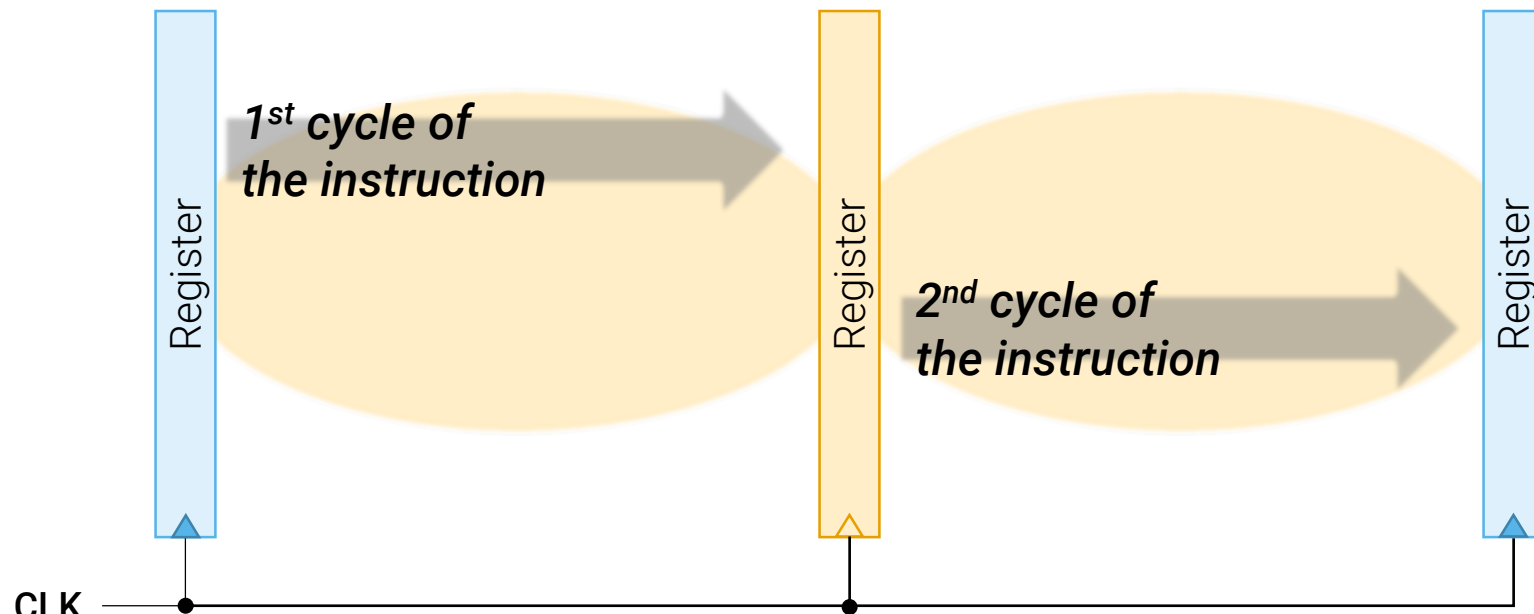 1st cycle of
the instruction
Register
Register
2nd cycle of
the instruction
Register
CLK